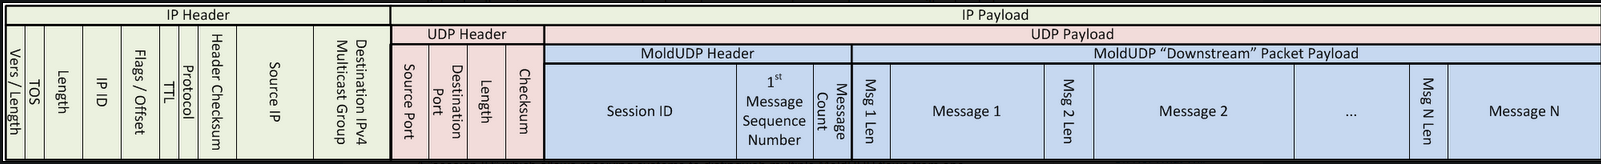 IP Header
IP Payload
UDP Header
UDP Payload
MoldUDP Header
MoldUDP “Downstream” Packet Payload
Vers / Length
TOS
Length
IP ID
Flags / Offset
TTL
Protocol
Header Checksum
Source IP
Destination IPv4
Multicast Group
Source Port
Destination
Port
Length
Checksum
Session ID
1st
Message
Sequence
Number
Message
Count
Msg 1 Len
Message 1
Msg 2 Len
Message 2
...
Msg N Len
Message N